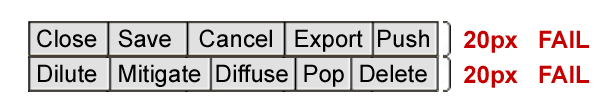 Close Save Cancel Export Push 20px FAIL
Dilute Mitigate Diffuse Pop Delete 20px FAIL